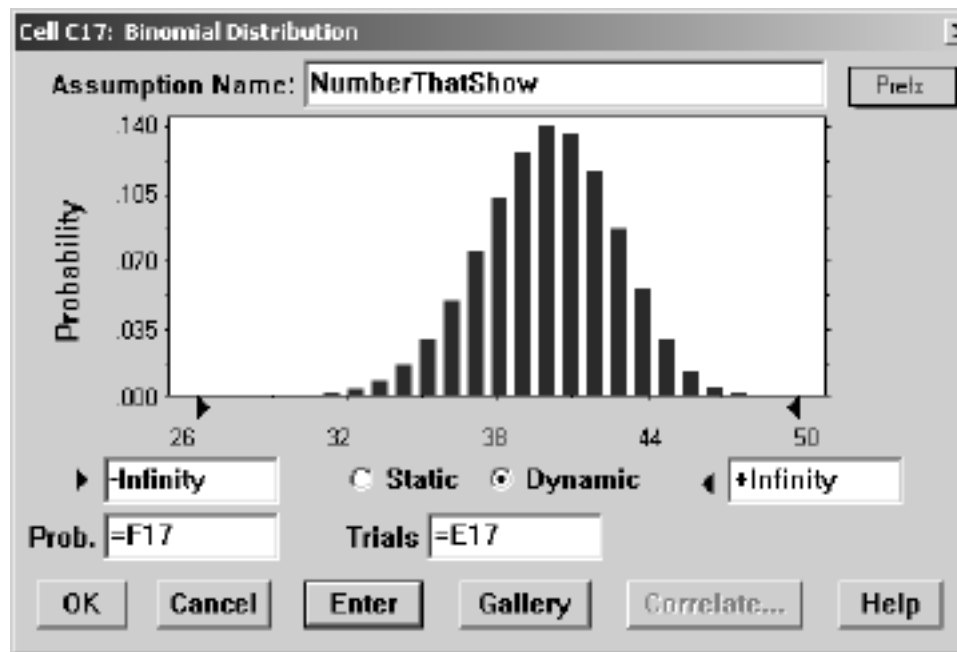 Cell C17: Binomial Distribution
Assumption Name: NumberThatShow
Prefs
.140
.105
.070
.035
.000
Probability
26 32 38 44 50
-Infinity Static Dynamic +Infinity
Prob. =F17 Trials =E17
OK Cancel Enter Gallery Correlate... Help